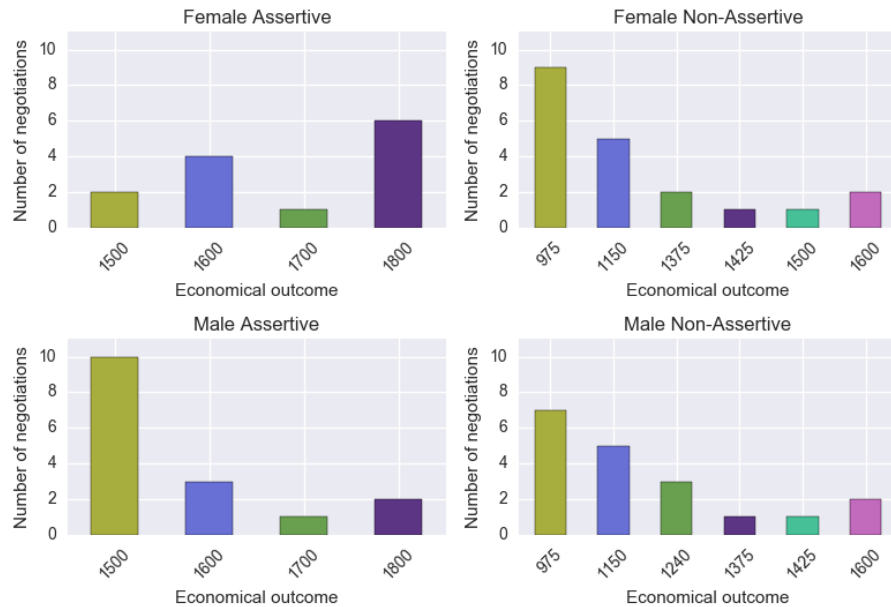 Female Assertive
Number of negotiations
10
8
6
4
2
0
1500 1600 1700 1800
Economical outcome
Female Non-Assertive
Number of negotiations
10
8
6
4
2
0
975 1150 1375 1425 1500 1600
Economical outcome
Male Assertive
Number of negotiations
10
8
6
4
2
0
1500 1600 1700 1800
Economical outcome
Male Non-Assertive
Number of negotiations
10
8
6
4
2
0
975 1150 1240 1375 1425 1600
Economical outcome